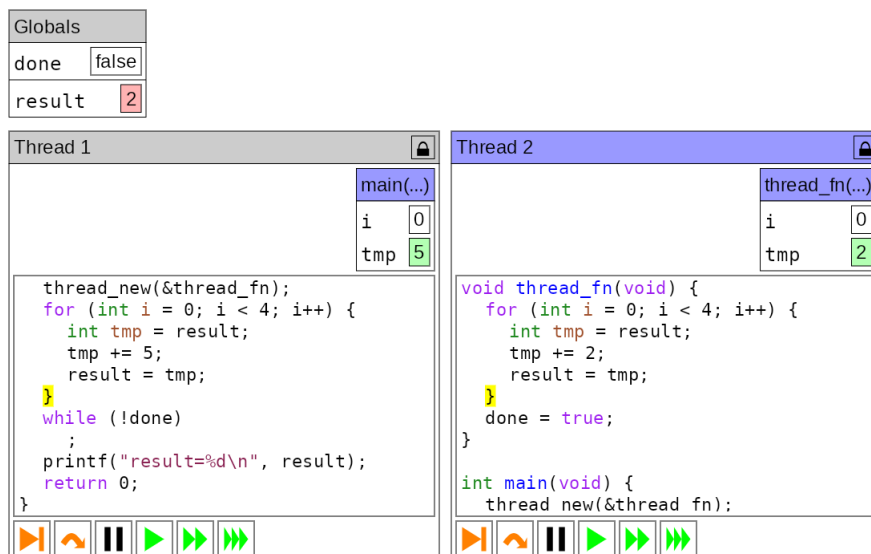 Globals
done false
result 2
Thread 1
main(...)
i 0
tmp 5
thread_new(&thread_fn);
for (int i = 0; i < 4; i++) {
int tmp = result;
tmp += 5;
result = tmp;
}
while (!done)
;
printf("result=%d\n", result);
return 0;
}
Thread 2
thread_fn(...)
i 0
tmp 2
void thread_fn(void) {
for (int i = 0; i < 4; i++) {
int tmp = result;
tmp += 2;
result = tmp;
}
done = true;
}
int main(void) {
thread_new(&thread_fn);